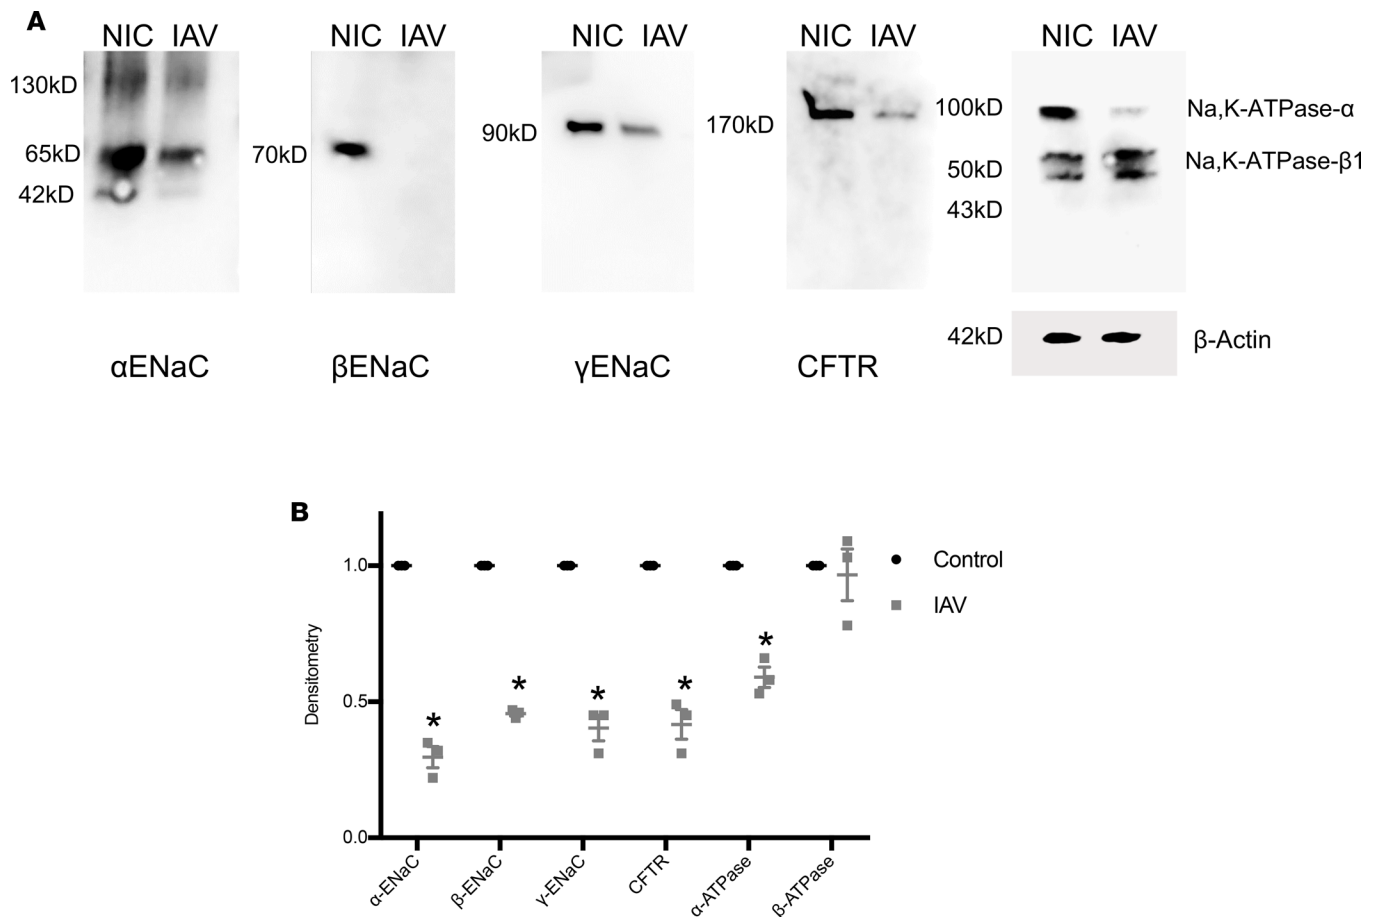 A
NIC IAV
NIC IAV
NIC IAV
NIC IAV
NIC IAV
130kD
65kD
42kD
70kD
90kD
170kD
100kD
50kD
43kD
Na,K-ATPase-α
Na,K-ATPase-β1
42kD
β-Actin
αENaC
βENaC
γENaC
CFTR
B
Densitometry
1.0
0.5
0.0
*
*
*
*
*
α-ENaC
β-ENaC
γ-ENaC
CFTR
α-ATPase
β-ATPase
Control
IAV